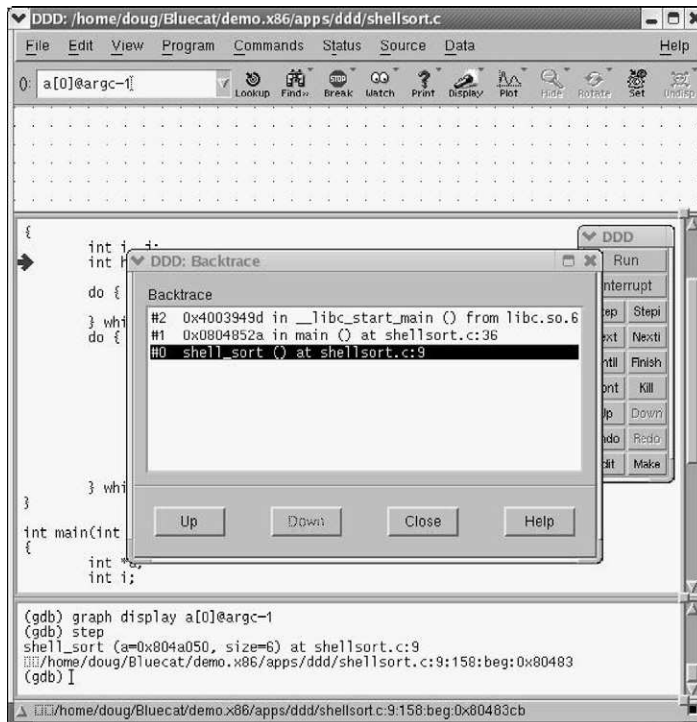 DDD: /home/doug/Bluecat/demo.x86/apps/ddd/shellsort.c
File Edit View Program Commands Status Source Data Help
(): a[0]@argc-1
Lookup Find» Break Watch Print Display Plot Hide Rotate Set Undisp
{
int i, j;
int h
do {
} whi
do {
} whi
}
int main(int
{
int *a;
int i;
DDD
Run
Interrupt
Step Stepi
Next Nexti
Until Finish
Cont Kill
Up Down
Undo Redo
Edit Make
DDD: Backtrace
Backtrace
#2 0x4003949d in __libc_start_main () from libc.so.6
#1 0x0804852a in main () at shellsort.c:36
#0 shell_sort () at shellsort.c:9
Up Down Close Help
(gdb) graph display a[0]@argc-1
(gdb) step
shell_sort (a=0x804a050, size=6) at shellsort.c:9
/home/doug/Bluecat/demo.x86/apps/ddd/shellsort.c:9:158:beg:0x80483
(gdb)
/home/doug/Bluecat/demo.x86/apps/ddd/shellsort.c:9:158:beg:0x80483cb